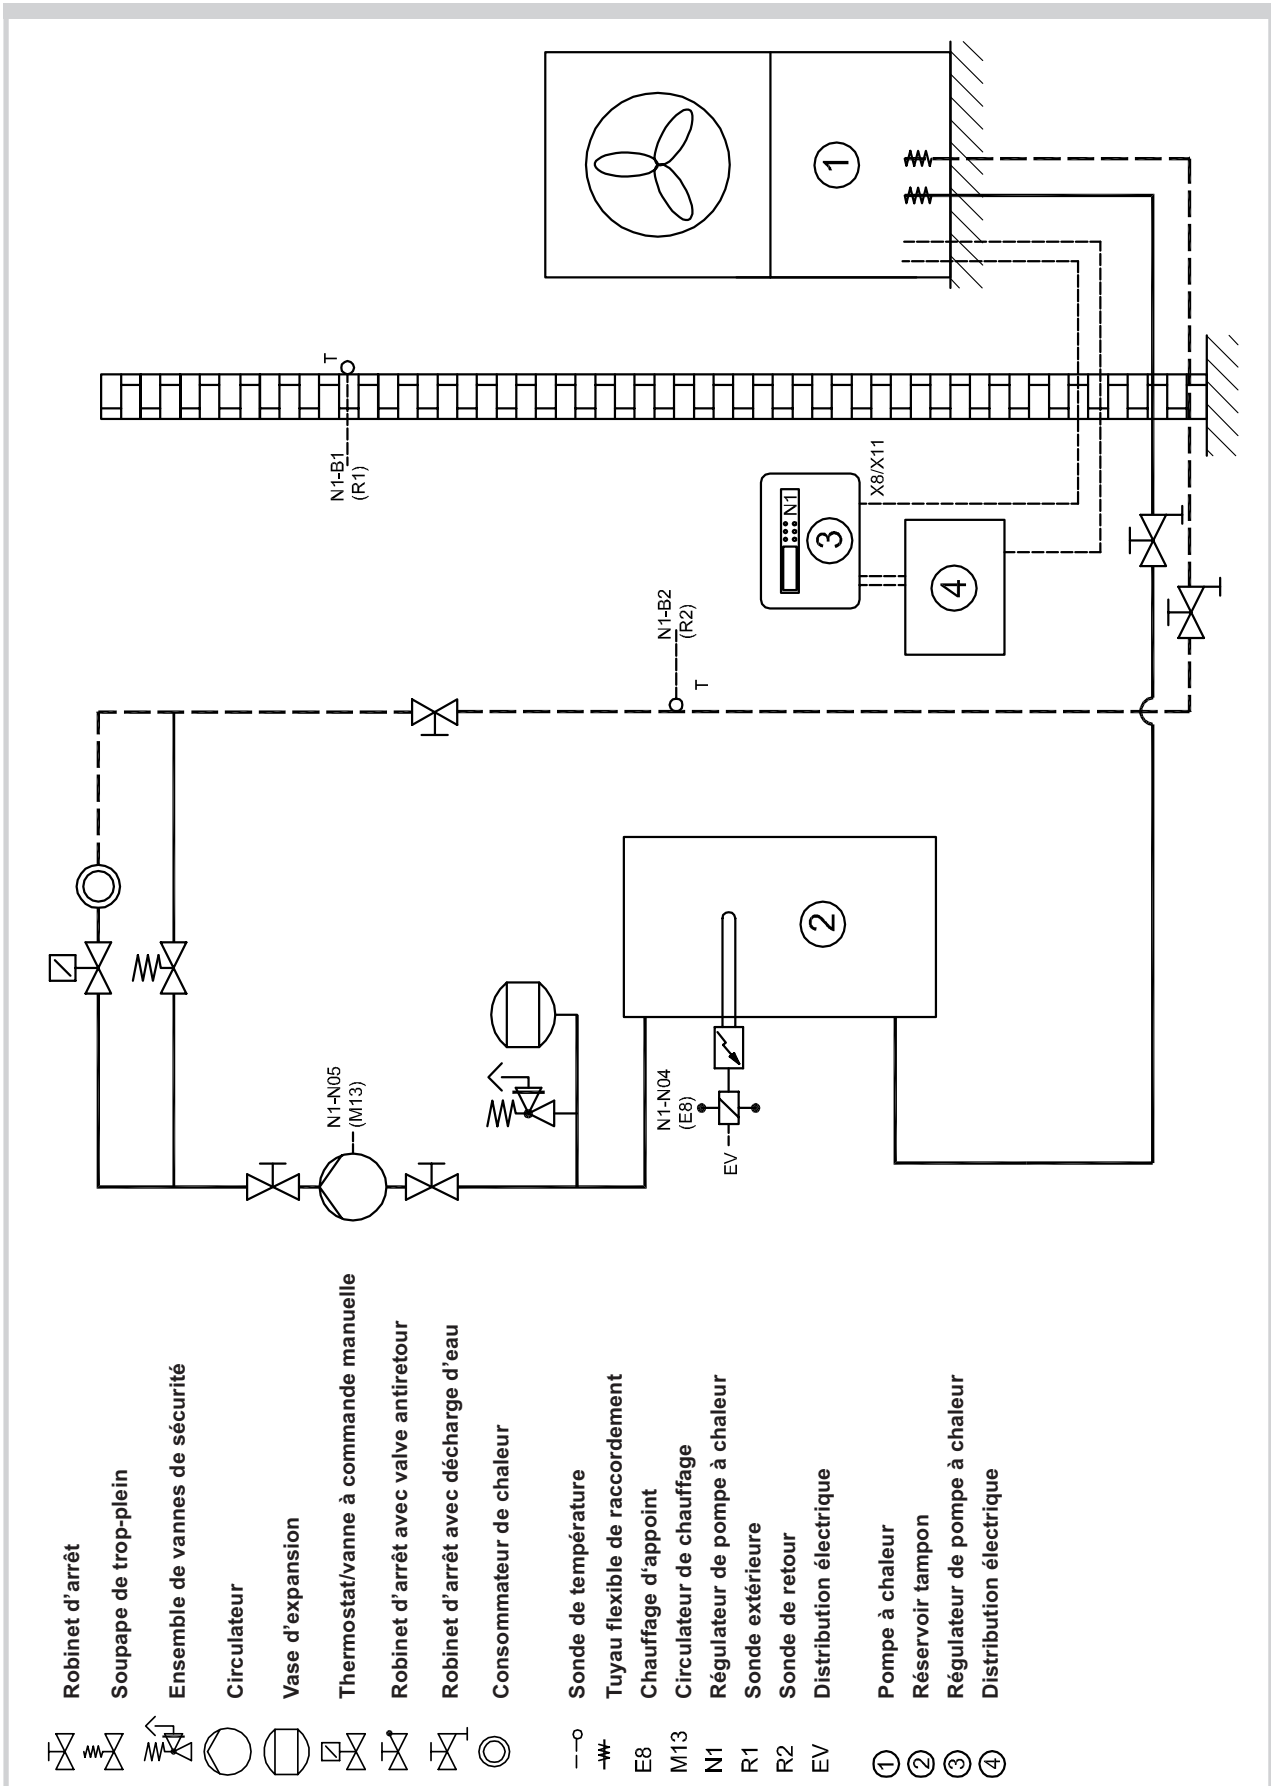 Robinet d'arrêt
Soupape de trop-plein
Ensemble de vannes de sécurité
Circulateur
Vase d'expansion
Thermostat/vanne à commande manuelle
Robinet d'arrêt avec valve antiretour
Robinet d'arrêt avec décharge d'eau
Consommateur de chaleur
Sonde de température
Tuyau flexible de raccordement
E8 Chauffage d'appoint
M13 Circulateur de chauffage
N1 Régulateur de pompe à chaleur
R1 Sonde extérieure
R2 Sonde de retour
EV Distribution électrique
1 Pompe à chaleur
2 Réservoir tampon
3 Régulateur de pompe à chaleur
4 Distribution électrique
N1-N05
(M13)
N1-N04
(E8)
EV
2
N1-B2
(R2)
T
N1-B1
(R1)
T
N1
3
X8/X11
4
1